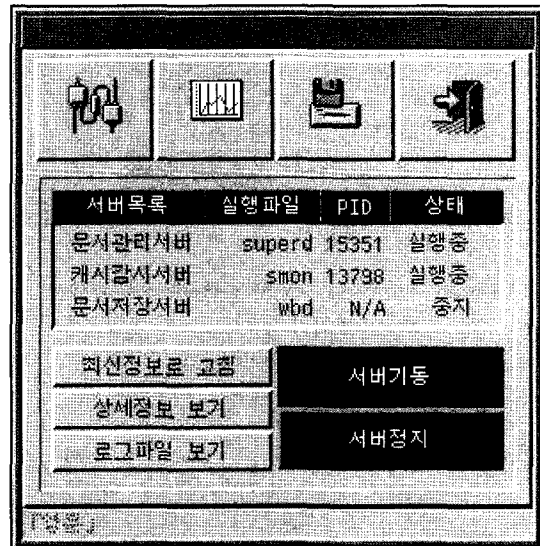 서버목록 실행파일 PID 상태
문서관리서버 superd 15351 실행중
캐시감시서버 smon 13798 실행중
문서저장서버 wbd N/A 중지
최신정보로 고침
상세정보 보기
로그파일 보기
서버기동
서버정지